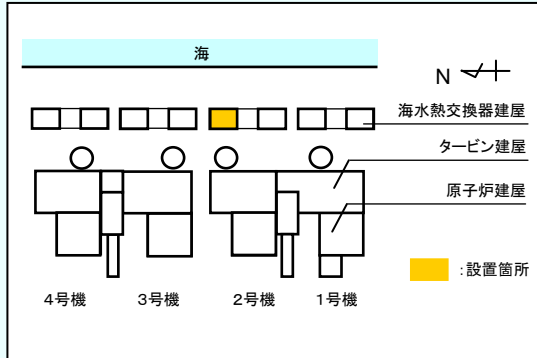 海
N
海水熱交換器建屋
タービン建屋
原子炉建屋
:設置箇所
4号機 3号機 2号機 1号機